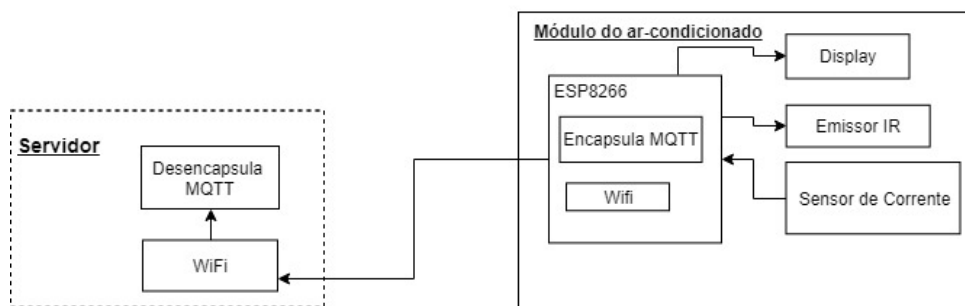 Servidor
Desencapsula
MQTT
WiFi
Módulo do ar-condicionado
ESP8266
Encapsula MQTT
Wifi
Display
Emissor IR
Sensor de Corrente